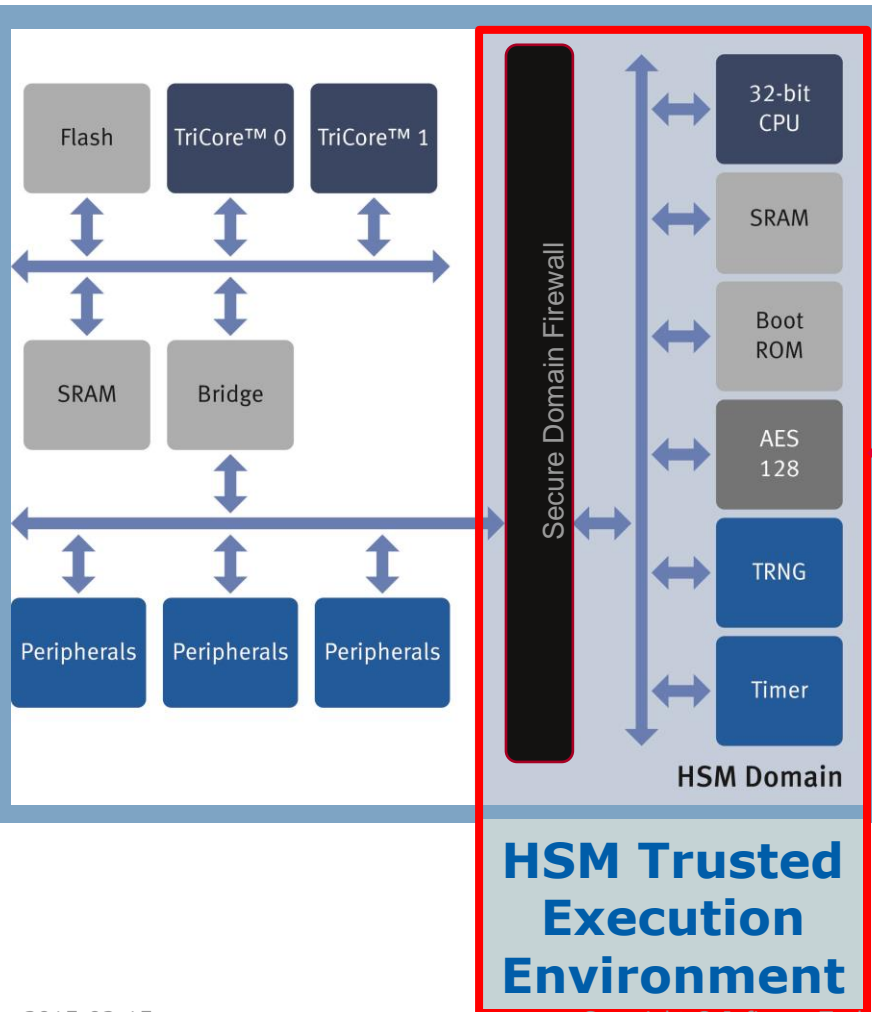 Flash
TriCore™ 0
TriCore™ 1
SRAM
Bridge
Peripherals
Peripherals
Peripherals
Secure Domain Firewall
32-bit
CPU
SRAM
Boot
ROM
AES
128
TRNG
Timer
HSM Domain
HSM Trusted
Execution
Environment